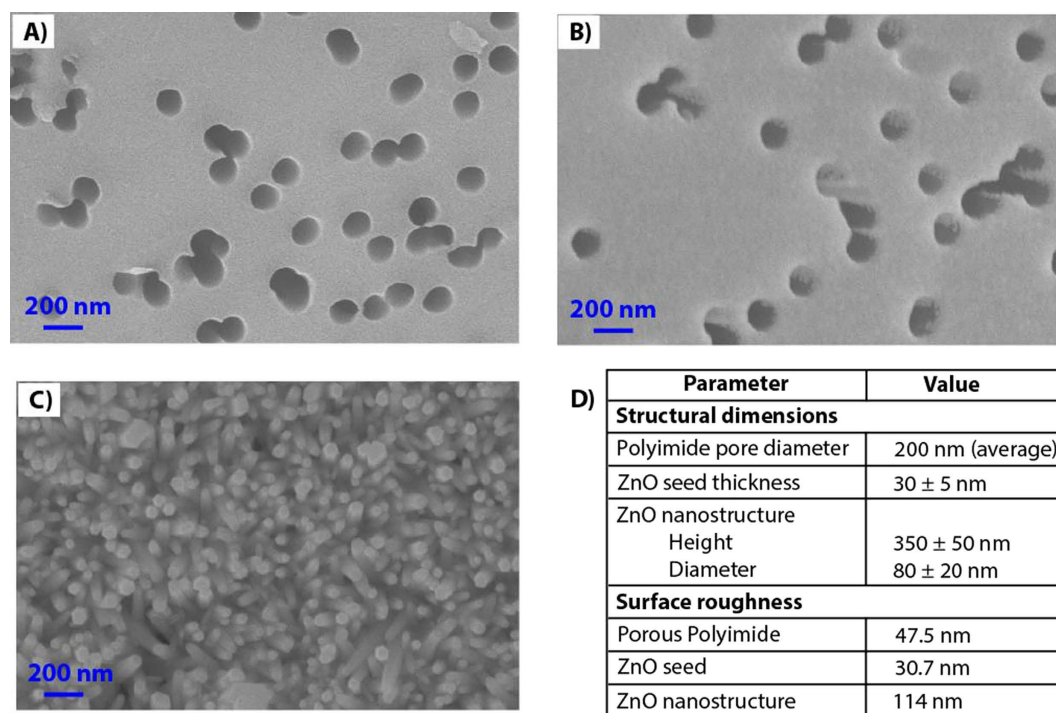 A)
200 nm
B)
200 nm
C)
200 nm
D)
Parameter Value
Structural dimensions
Polyimide pore diameter 200 nm (average)
ZnO seed thickness 30 ± 5 nm
ZnO nanostructure
Height 350 ± 50 nm
Diameter 80 ± 20 nm
Surface roughness
Porous Polyimide 47.5 nm
ZnO seed 30.7 nm
ZnO nanostructure 114 nm